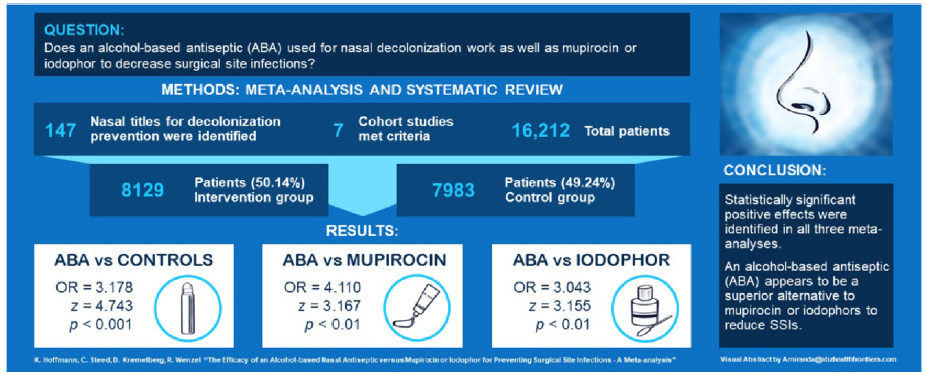 QUESTION:
Does an alcohol-based antiseptic (ABA) used for nasal decolonization work as well as mupirocin or
iodophor to decrease surgical site infections?
METHODS: META-ANALYSIS AND SYSTEMATIC REVIEW
147 Nasal titles for decolonization
prevention were identified
7 Cohort studies
met criteria
16,212 Total patients
8129 Patients (50.14%)
Intervention group
7983 Patients (49.24%)
Control group
RESULTS:
ABA vs CONTROLS
OR = 3.178
z = 4.743
p < 0.001
ABA vs MUPIROCIN
OR = 4.110
z = 3.167
p < 0.01
ABA vs IODOPHOR
OR = 3.043
z = 3.155
p < 0.01
K. Hoffmann, C. Steed, D. Kremelberg, R. Wenzel "The Efficacy of an Alcohol-based Nasal Antiseptic versus Mupirocin or Iodophor for Preventing Surgical Site Infections - A Meta-analysis"
CONCLUSION:
Statistically significant
positive effects were
identified in all three meta-
analyses.
An alcohol-based antiseptic
(ABA) appears to be a
superior alternative to
mupirocin or iodophors to
reduce SSIs.
Visual Abstract by